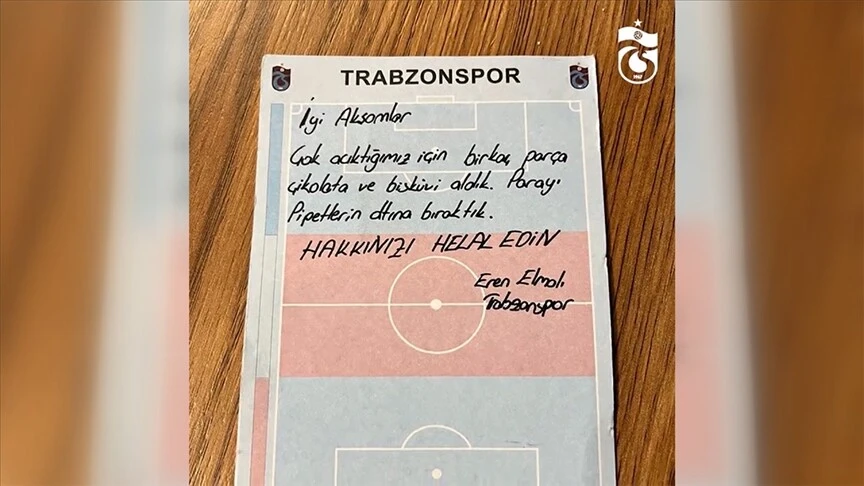 TRABZONSPOR
İyi Akşamlar
Çok acıktığımız için birkaç parça
çikolata ve bisküvi aldık. Parayı
Pipetlerin altına bıraktık.
HAKKINIZI HELAL EDİN
Eren Elmalı
Trabzonspor